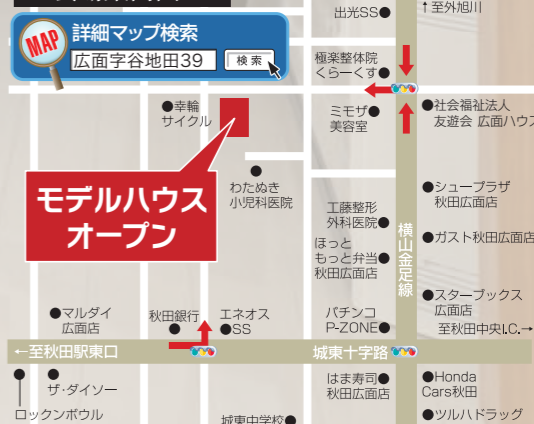 出光SS●
↑至外旭川
MAP
詳細マップ検索
広面字谷地田39
検索
極楽整体院
くらーくす●
●幸輪
サイクル
ミモザ●
美容室
●社会福祉法人
友遊会 広面ハウス
わたぬき
小児科医院
モデルハウス
オープン
●シュープラザ
秋田広面店
工藤整形
外科医院●
横山金足線
●ガスト秋田広面店
ほっと
もっと弁当●
秋田広面店
●スターブックス
広面店
●マルダイ
広面店
秋田銀行
エネオス
●SS
パチンコ
P-ZONE●
至秋田中央I.C.→
←至秋田駅東口
城東十字路
ザ・ダイソー
はま寿司●
秋田広面店
●Honda
Cars秋田
ロックンボウル
城東中学校●
●ツルハドラッグ